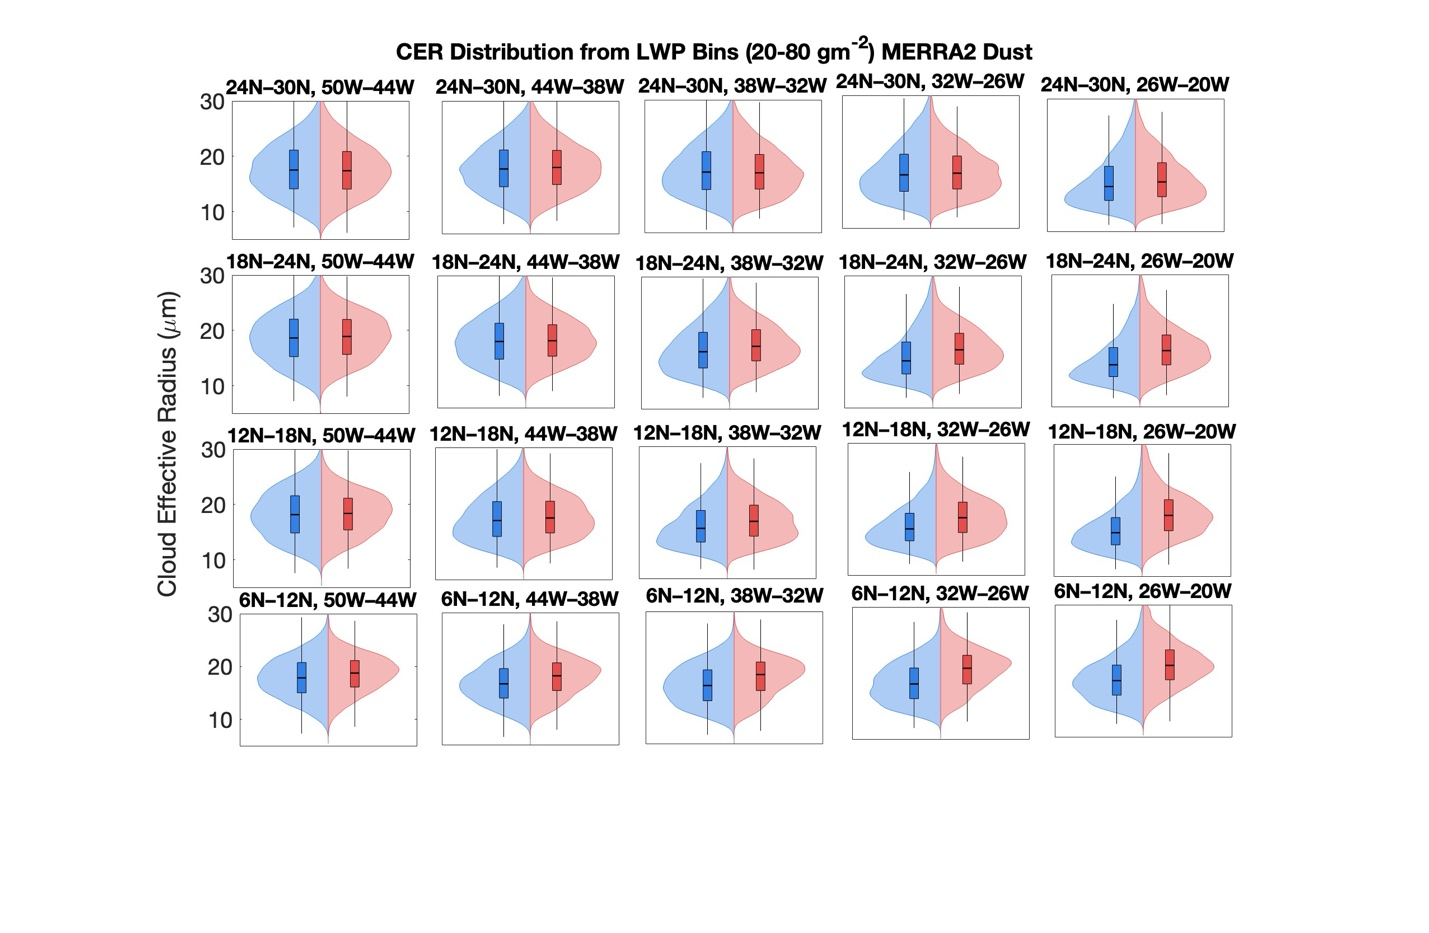 CER Distribution from LWP Bins (20-80 gm-2) MERRA2 Dust
24N–30N, 50W–44W 24N–30N, 44W–38W 24N–30N, 38W–32W 24N–30N, 32W–26W 24N–30N, 26W–20W
30
20
10
18N–24N, 50W–44W 18N–24N, 44W–38W 18N–24N, 38W–32W 18N–24N, 32W–26W 18N–24N, 26W–20W
30
20
10
Cloud Effective Radius (μm)
12N–18N, 50W–44W 12N–18N, 44W–38W 12N–18N, 38W–32W 12N–18N, 32W–26W 12N–18N, 26W–20W
30
20
10
6N–12N, 50W–44W 6N–12N, 44W–38W 6N–12N, 38W–32W 6N–12N, 32W–26W 6N–12N, 26W–20W
30
20
10